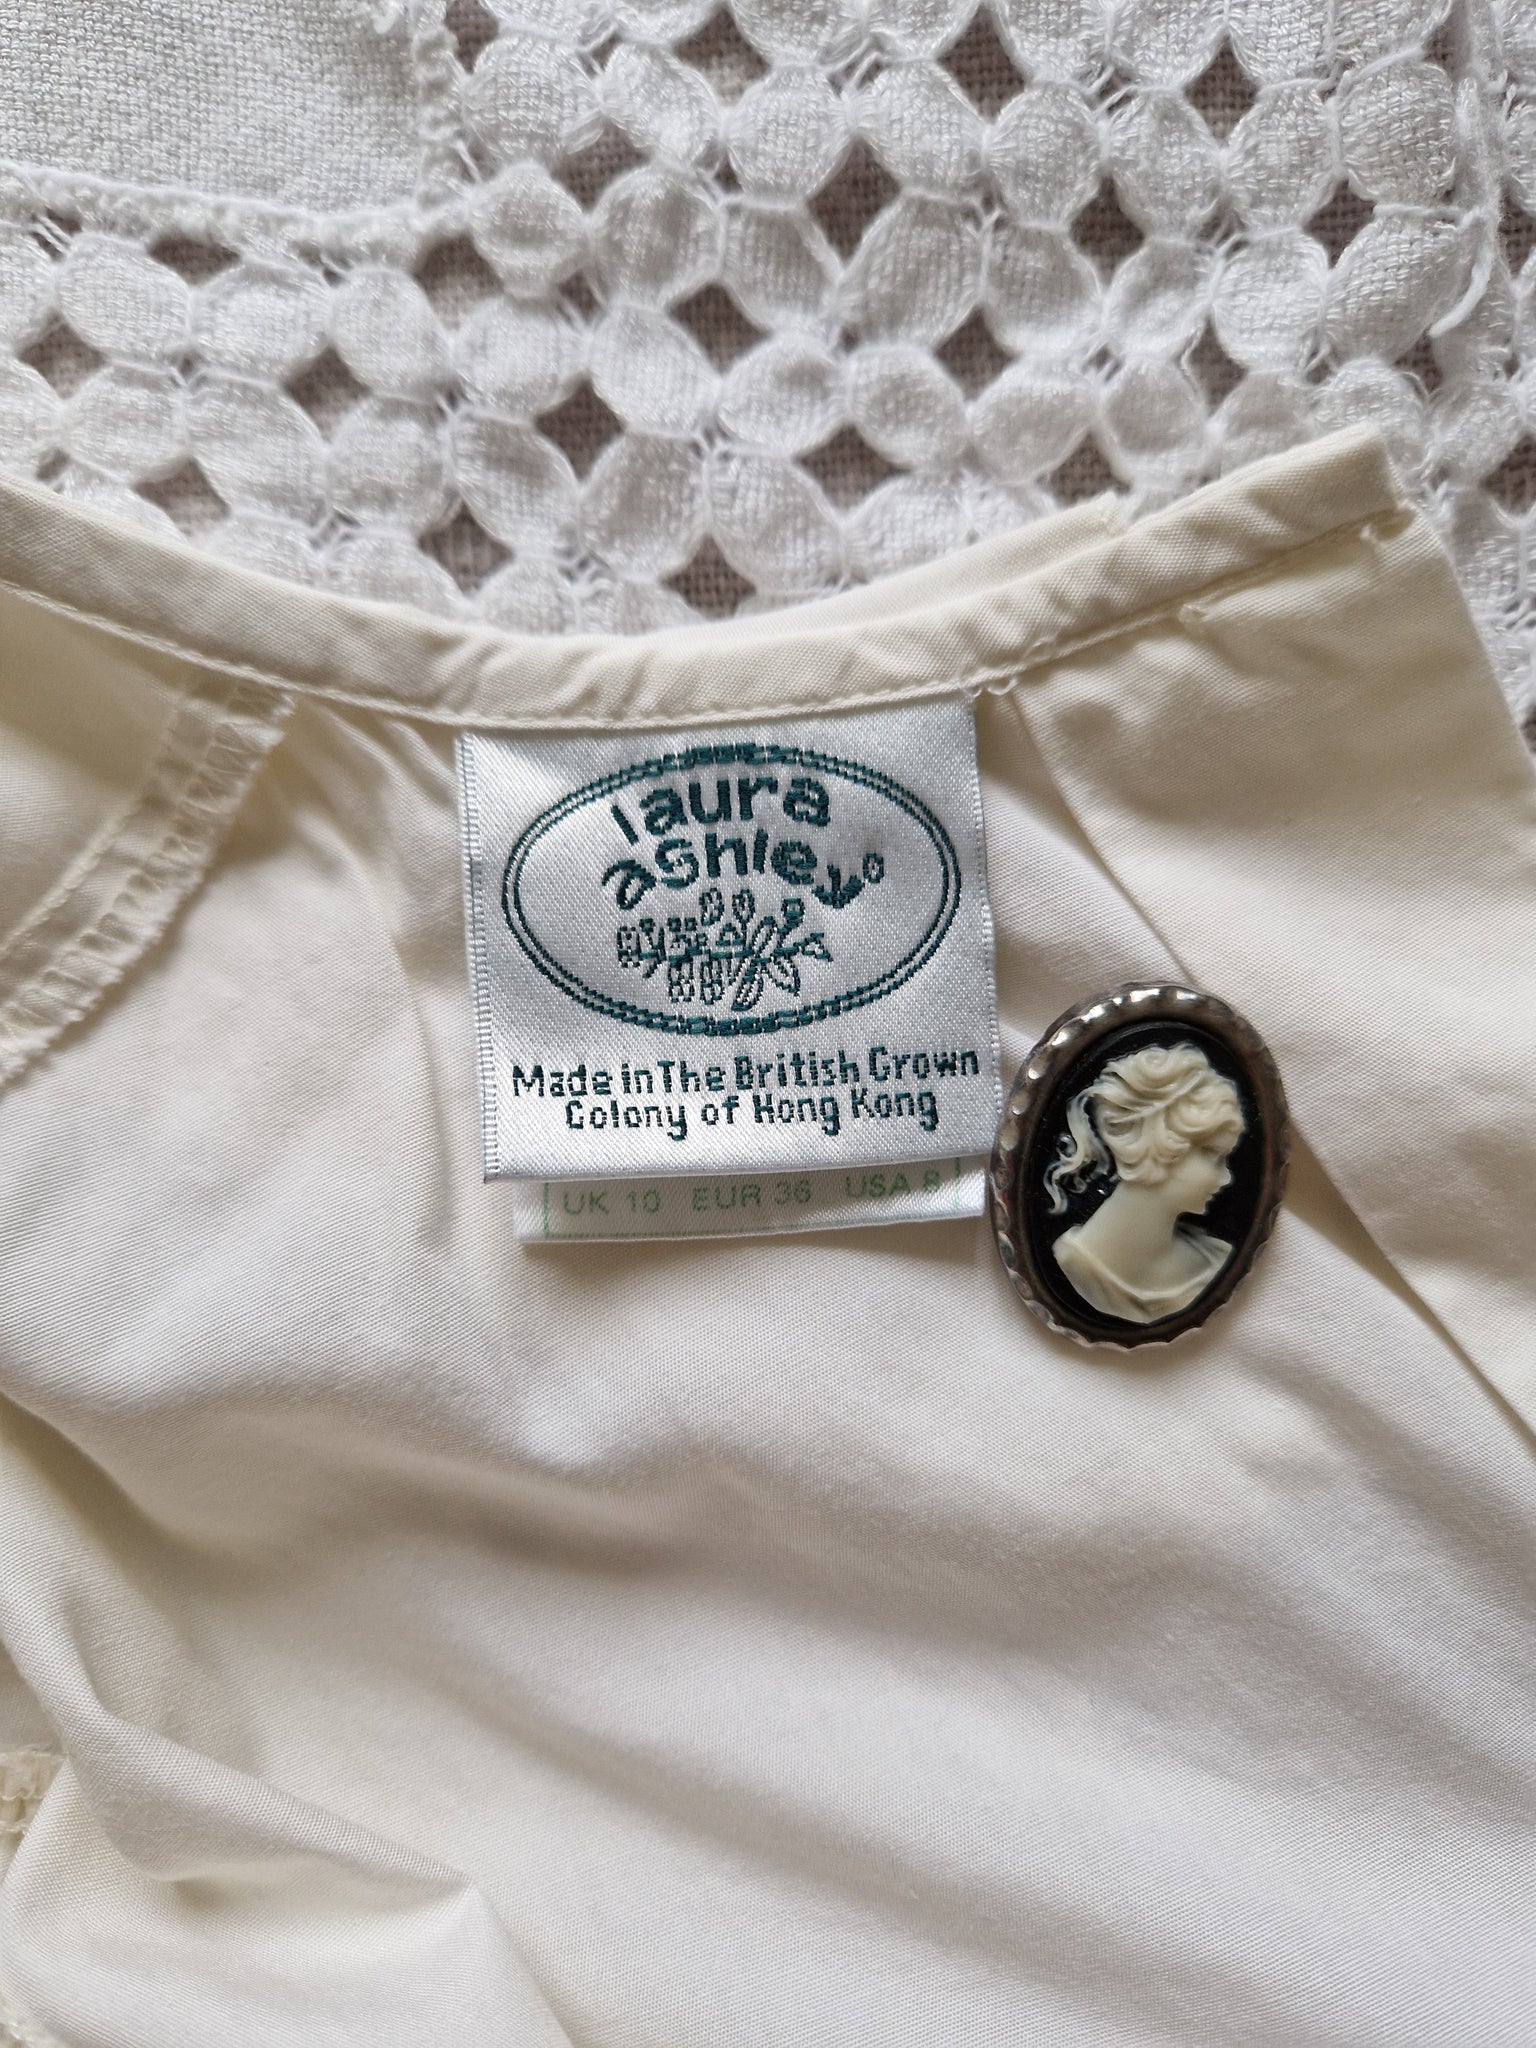 laura
ashley
Made in The British Crown
Colony of Hong Kong
UK 10 EUR 36 USA 8